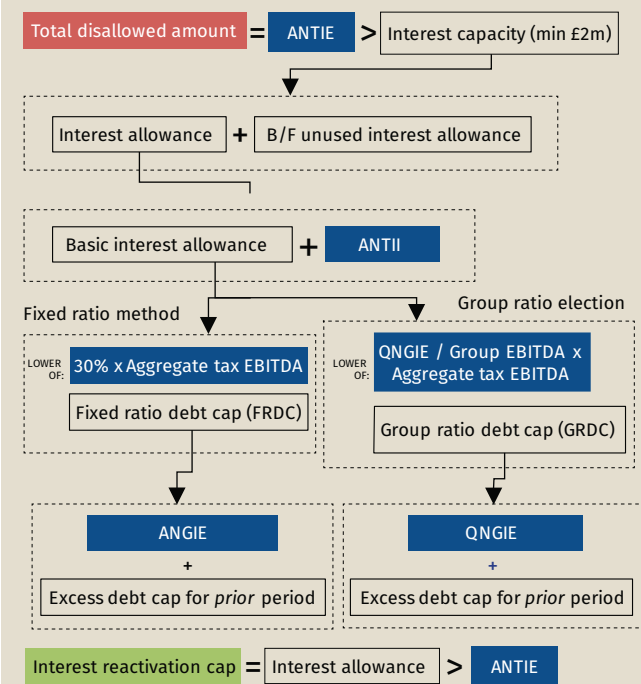 Total disallowed amount = ANTIE > Interest capacity (min £2m)
Interest allowance + B/F unused interest allowance
Basic interest allowance + ANTII
Fixed ratio method
Group ratio election
LOWER OF: 30% x Aggregate tax EBITDA
Fixed ratio debt cap (FRDC)
LOWER OF: QNGIE / Group EBITDA x
Aggregate tax EBITDA
Group ratio debt cap (GRDC)
ANGIE
+
Excess debt cap for prior period
QNGIE
+
Excess debt cap for prior period
Interest reactivation cap = Interest allowance > ANTIE